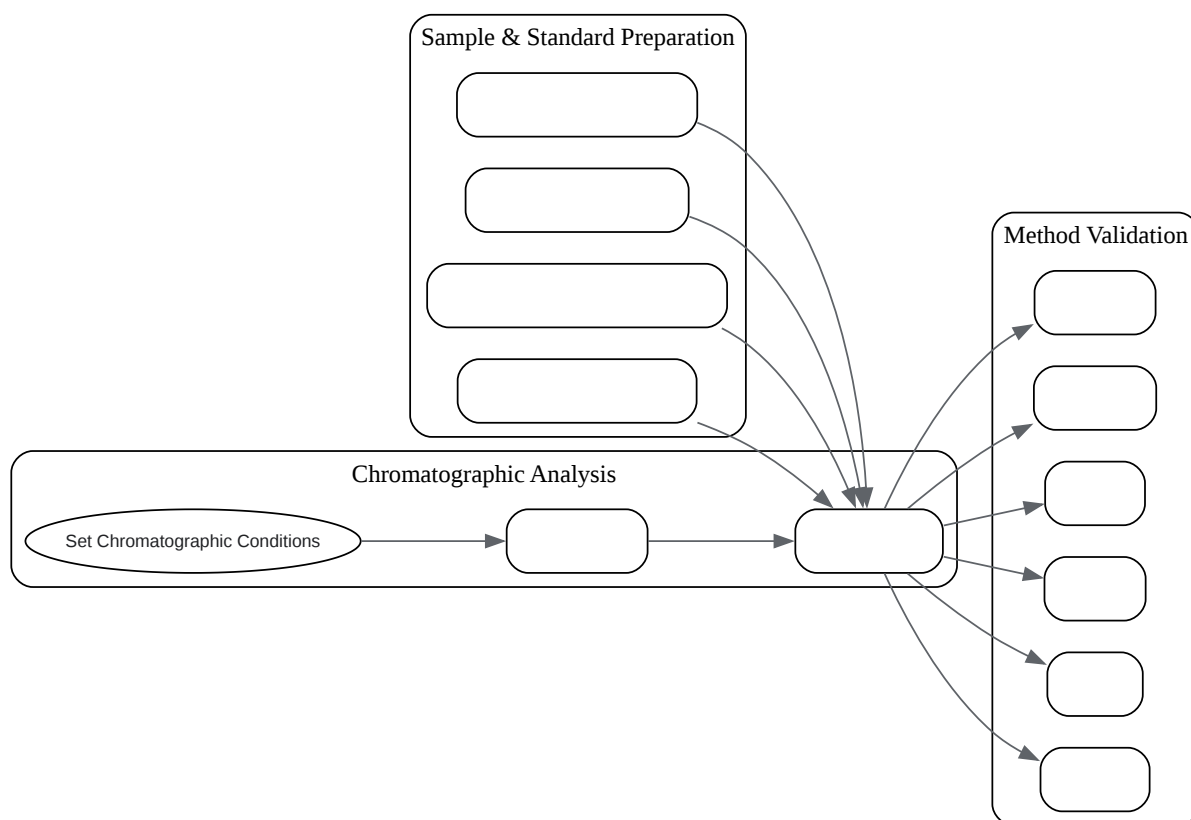 Sample & Standard Preparation
Method Validation
Chromatographic Analysis
Set Chromatographic Conditions